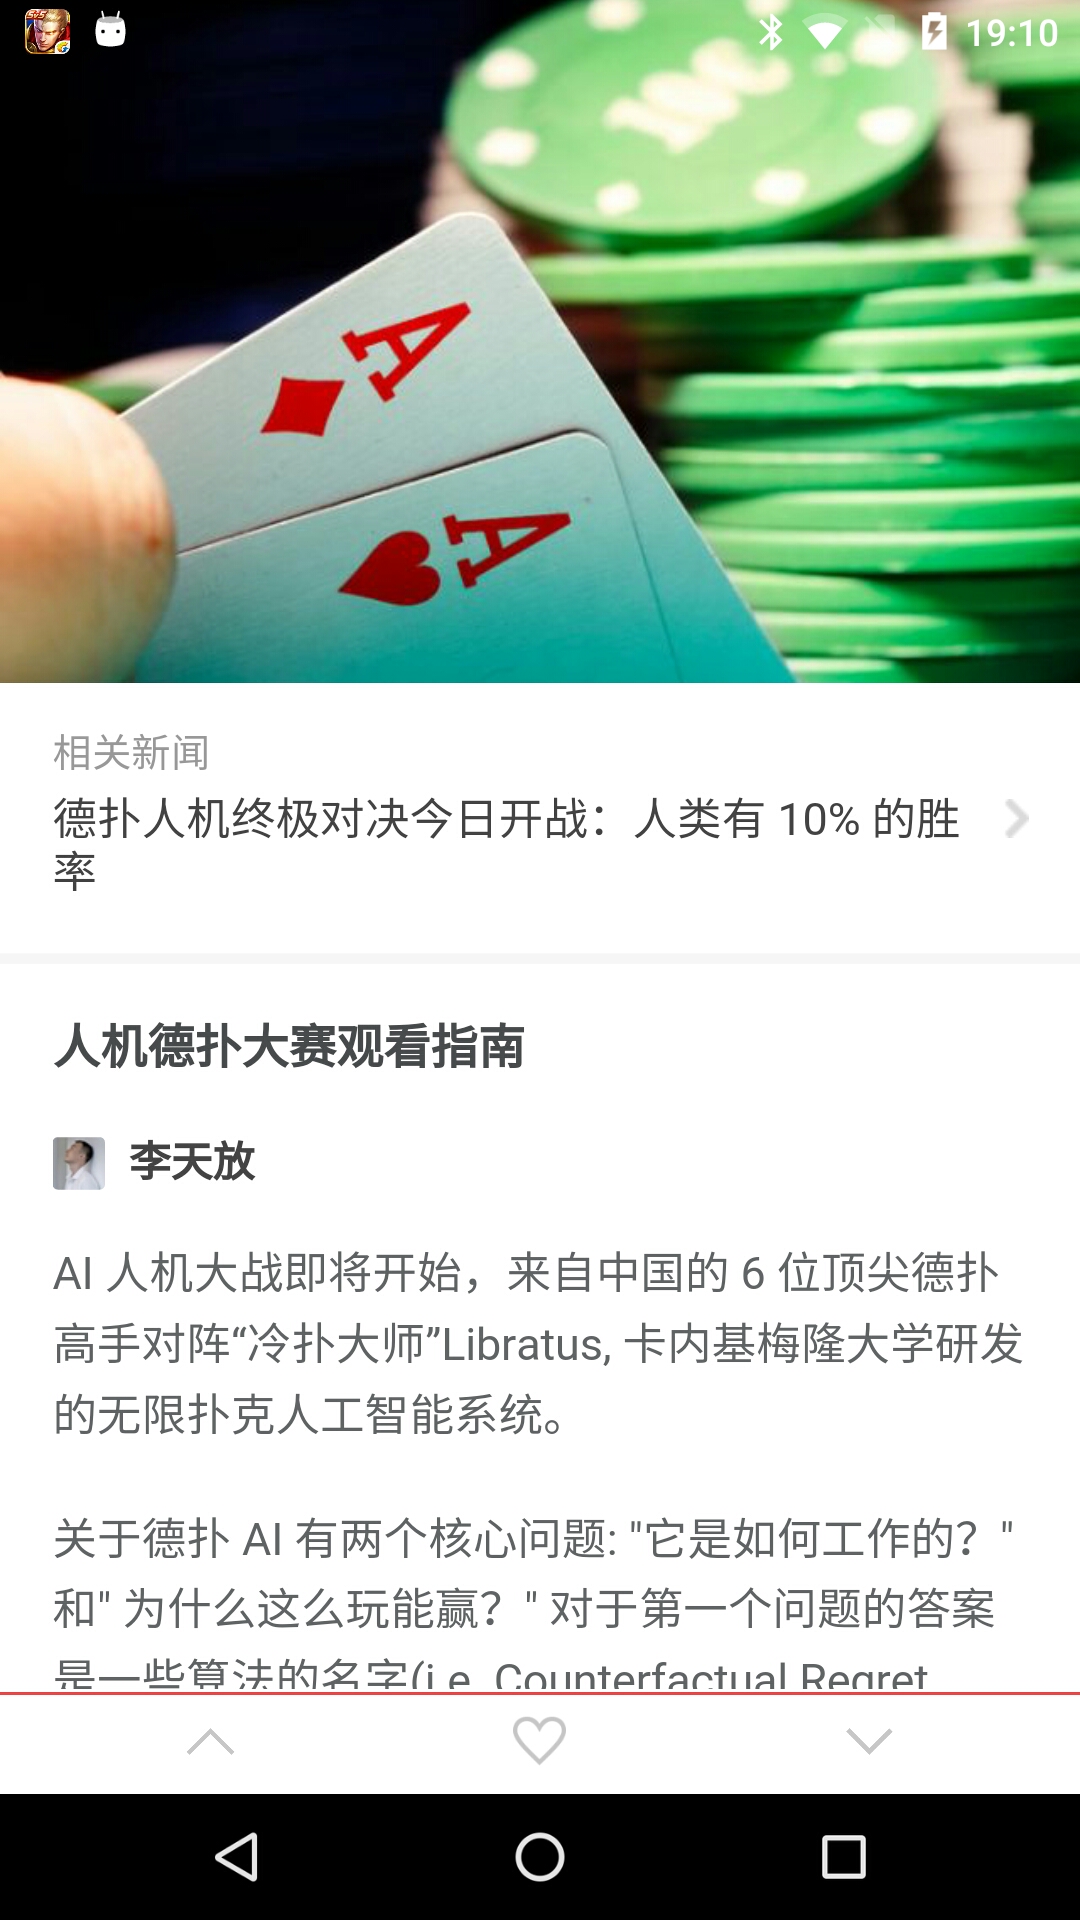 19:10
100
A
A
相关新闻
德扑人机终极对决今日开战：人类有 10% 的胜
率
人机德扑大赛观看指南
李天放
AI 人机大战即将开始，来自中国的 6 位顶尖德扑
高手对阵“冷扑大师”Libratus, 卡内基梅隆大学研发
的无限扑克人工智能系统。
关于德扑 AI 有两个核心问题: "它是如何工作的？"
和" 为什么这么玩能赢？" 对于第一个问题的答案
是一些算法的名字(i.e. Counterfactual Regret